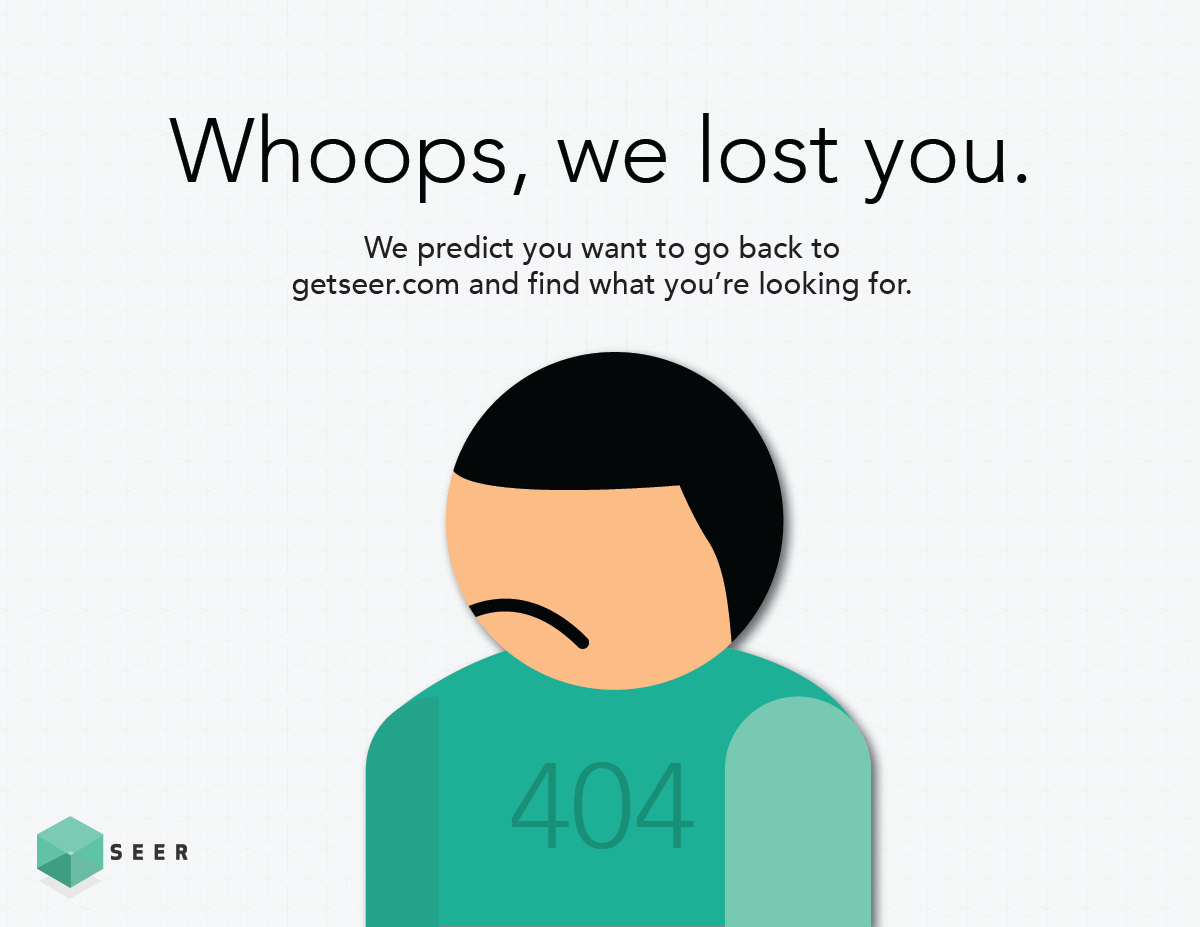 Whoops, we lost you.
We predict you want to go back to
getseer.com and find what you’re looking for.
404
SEER